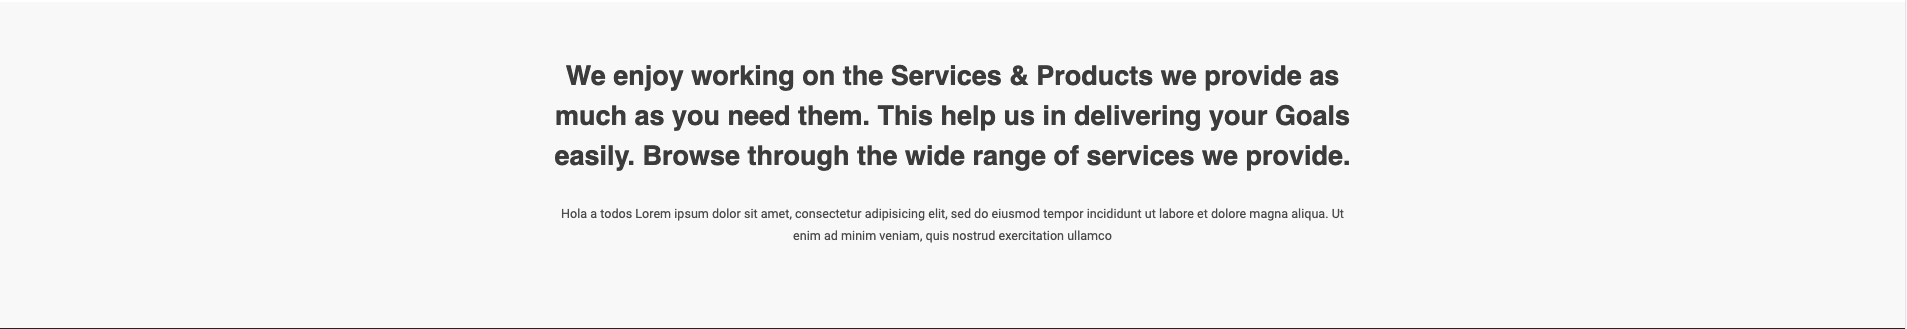 We enjoy working on the Services & Products we provide as
much as you need them. This help us in delivering your Goals
easily. Browse through the wide range of services we provide.
Hola a todos Lorem ipsum dolor sit amet, consectetur adipisicing elit, sed do eiusmod tempor incididunt ut labore et dolore magna aliqua. Ut
enim ad minim veniam, quis nostrud exercitation ullamco